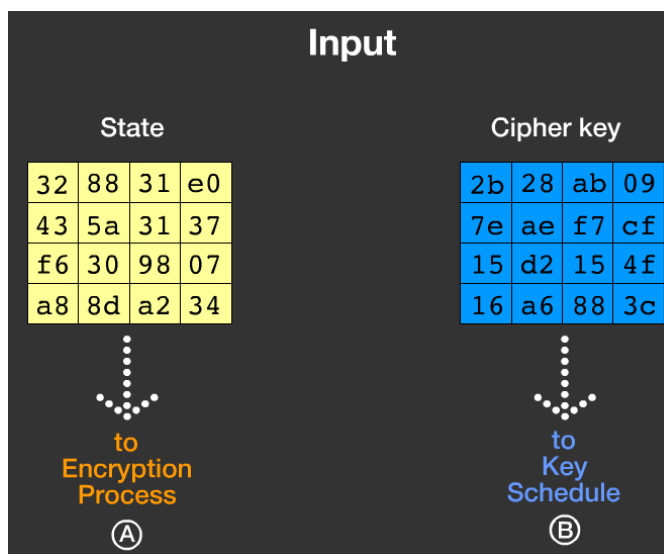 Input
State
Cipher key
32 88 31 e0
43 5a 31 37
f6 30 98 07
a8 8d a2 34
2b 28 ab 09
7e ae f7 cf
15 d2 15 4f
16 a6 88 3c
to
Encryption
Process
A
to
Key
Schedule
B